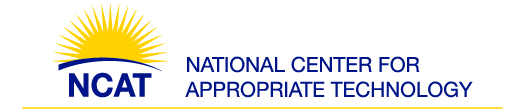 NCAT
NATIONAL CENTER FOR
APPROPRIATE TECHNOLOGY